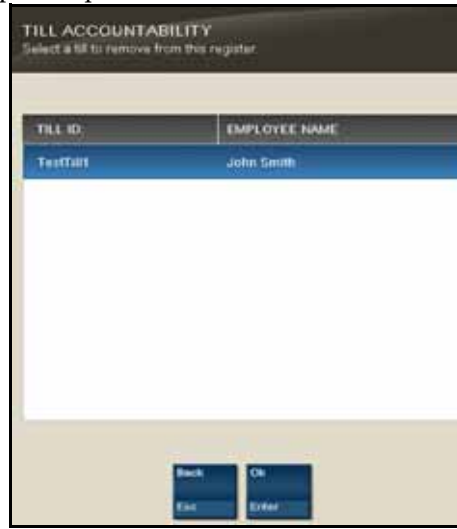 TILL ACCOUNTABILITY
Select a till to remove from this register
TILL ID: EMPLOYEE NAME
TestTill1 John Smith
Back Ok
Esc Enter